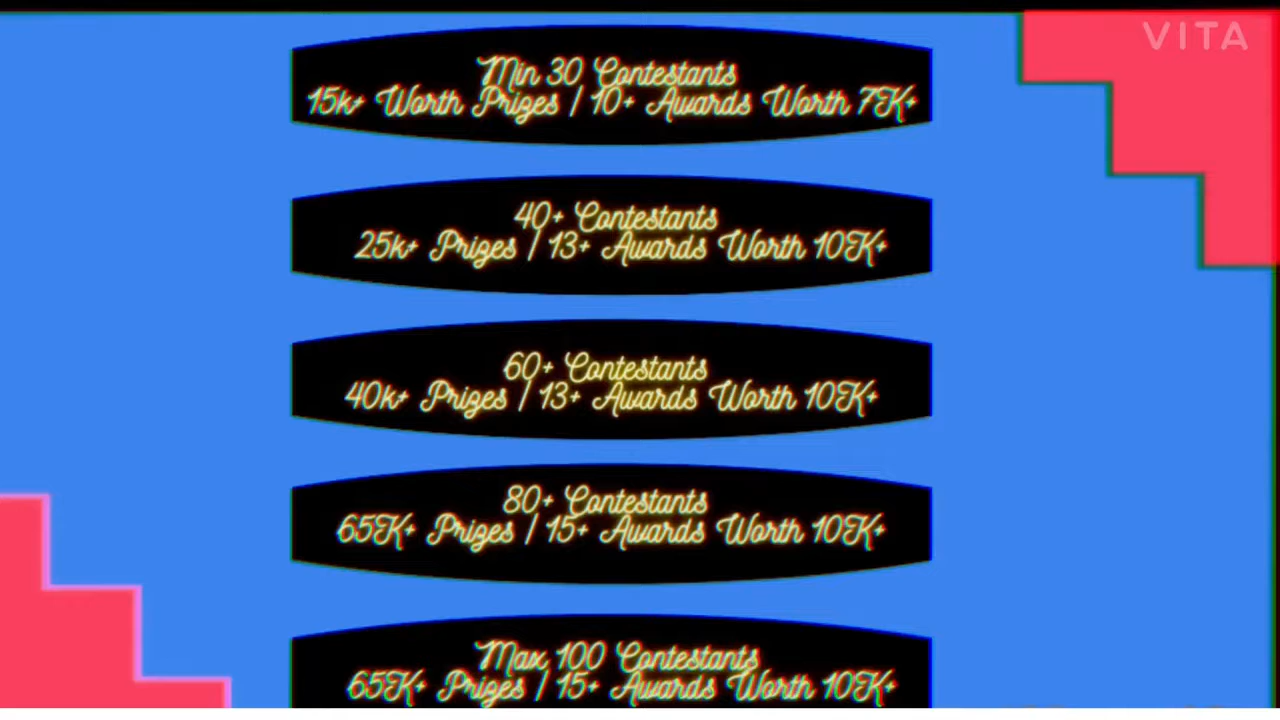 VITA
Min 30 Contestants
15k+ Worth Prizes / 10+ Awards Worth 7K+
40+ Contestants
25k+ Prizes / 13+ Awards Worth 10K+
60+ Contestants
40k+ Prizes / 13+ Awards Worth 10K+
80+ Contestants
65K+ Prizes / 15+ Awards Worth 10K+
Max 100 Contestants
65K+ Prizes / 15+ Awards Worth 10K+